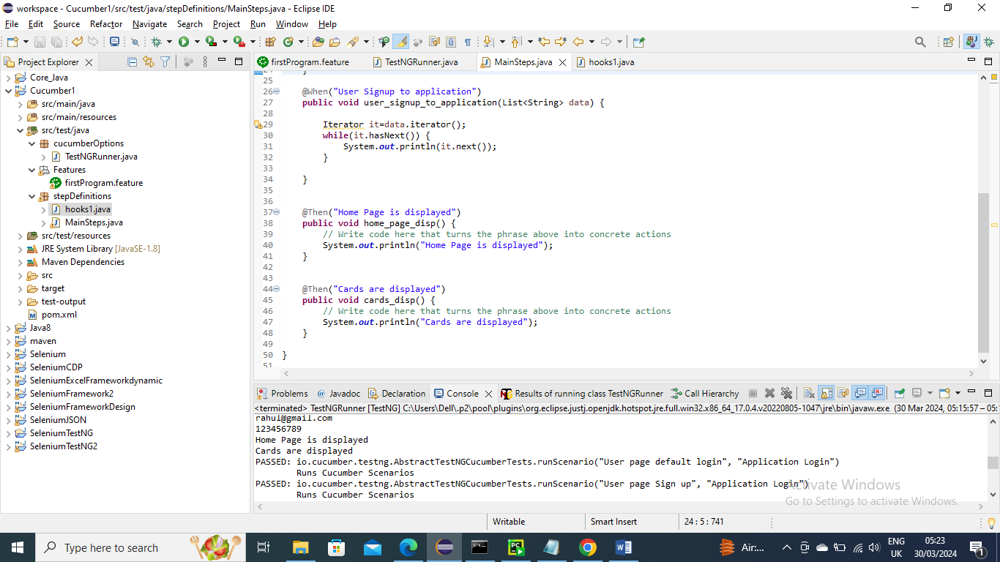 workspace - Cucumber1/src/test/java/stepDefinitions/MainSteps.java - Eclipse IDE
File Edit Source Refactor Navigate Search Project Run Window Help
Project Explorer
firstProgram.feature TestNGRunner.java MainSteps.java hooks1.java
Core_Java
Cucumber1
src/main/java
src/main/resources
src/test/java
cucumberOptions
TestNGRunner.java
Features
firstProgram.feature
stepDefinitions
hooks1.java
MainSteps.java
src/test/resources
JRE System Library [JavaSE-1.8]
Maven Dependencies
src
target
test-output
pom.xml
Java8
maven
Selenium
SeleniumCDP
SeleniumExcelFrameworkdynamic
SeleniumFramework2
SeleniumFrameworkDesign
SeleniumJSON
SeleniumTestNG
SeleniumTestNG2
24 }
25
26 @When("User Signup to application")
27 public void user_signup_to_application(List<String> data) {
28
29 Iterator it=data.iterator();
30 while(it.hasNext()) {
31 System.out.println(it.next());
32 }
33
34 }
35
36
37 @Then("Home Page is displayed")
38 public void home_page_disp() {
39 // Write code here that turns the phrase above into concrete actions
40 System.out.println("Home Page is displayed");
41 }
42
43
44 @Then("Cards are displayed")
45 public void cards_disp() {
46 // Write code here that turns the phrase above into concrete actions
47 System.out.println("Cards are displayed");
48 }
49
50 }
51
Problems @ Javadoc Declaration Console Results of running class TestNGRunner Call Hierarchy
<terminated> TestNGRunner [TestNG] C:\Users\Dell\.p2\pool\plugins\org.eclipse.justj.openjdk.hotspot.jre.full.win32.x86_64_17.0.4.v20220805-1047\jre\bin\javaw.exe (30 Mar 2024, 05:15:57 – 05:
rahul@gmail.com
123456789
Home Page is displayed
Cards are displayed
PASSED: io.cucumber.testng.AbstractTestNGCucumberTests.runScenario("User page default login", "Application Login")
Runs Cucumber Scenarios
PASSED: io.cucumber.testng.AbstractTestNGCucumberTests.runScenario("User page Sign up", "Application Login")
Runs Cucumber Scenarios
Activate Windows
Go to Settings to activate Windows.
Writable Smart Insert 24 : 5 : 741
Type here to search
Air:...
ENG
UK
05:23
30/03/2024
1